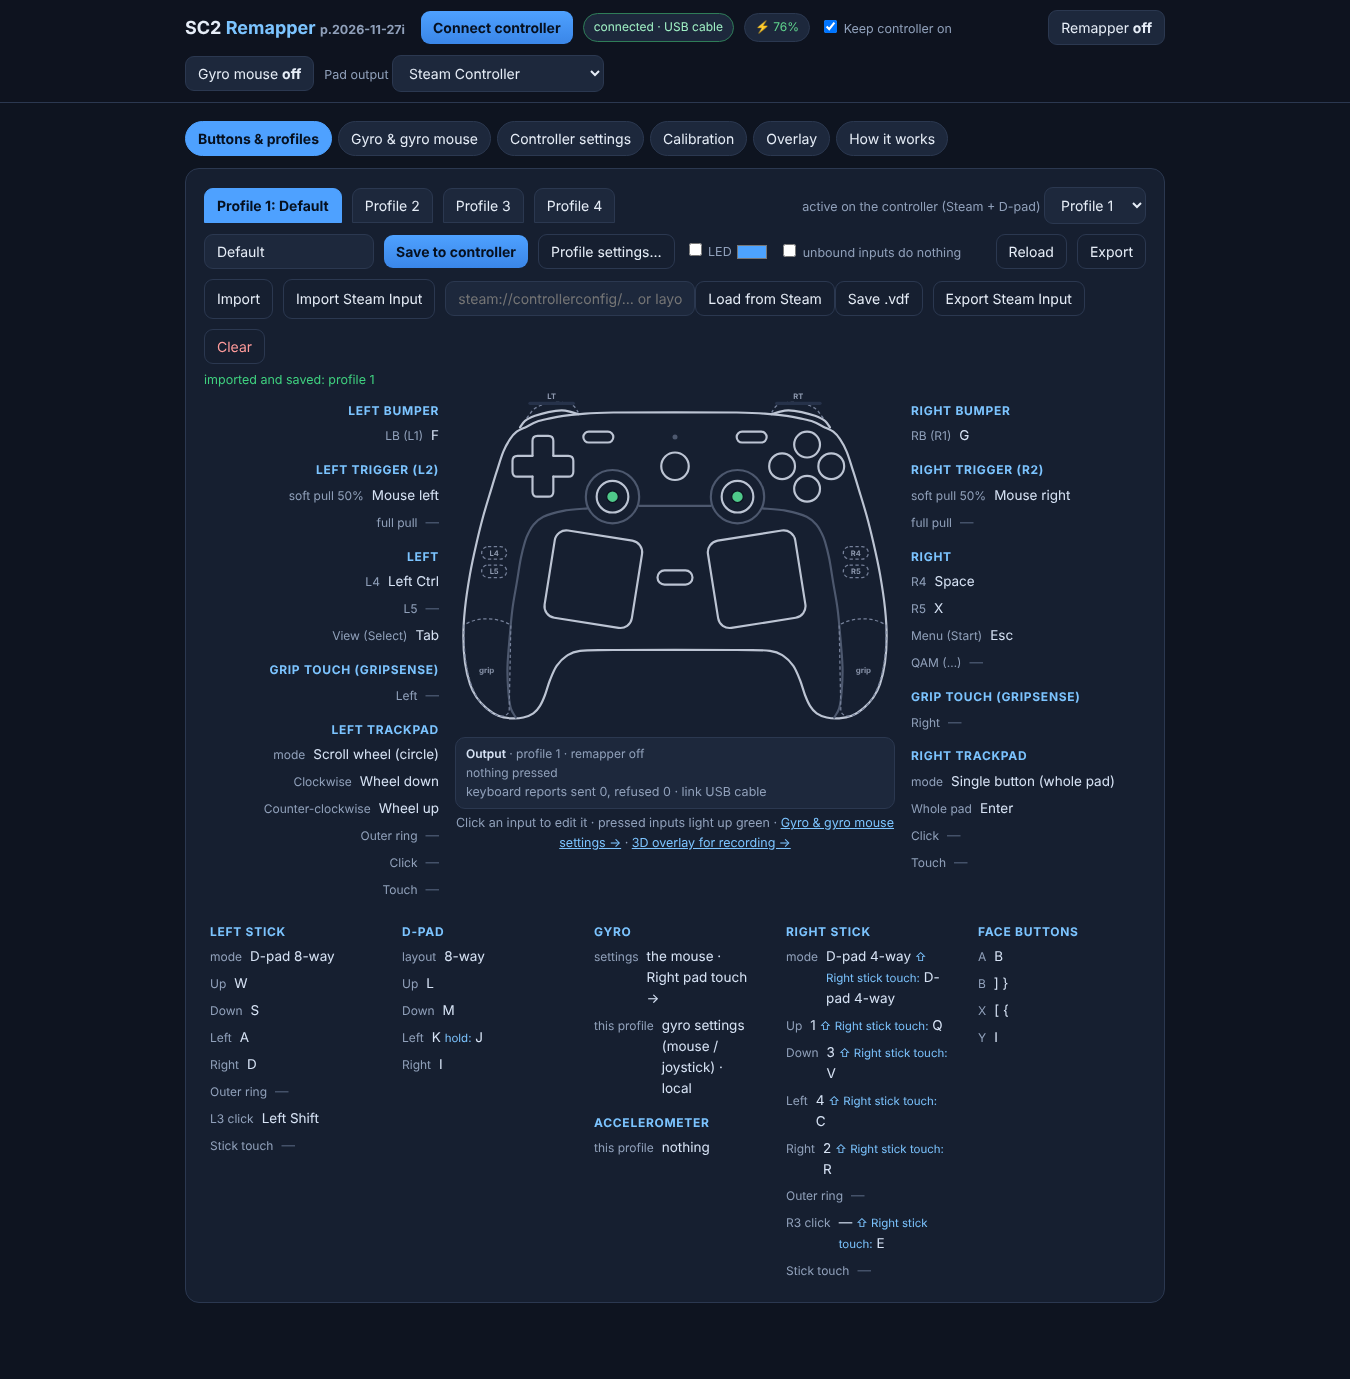 SC2 Remapper p.2026-11-27i
Connect controller
connected · USB cable
⚡ 76%
Keep controller on
Remapper off
Gyro mouse off
Pad output
Steam Controller
Buttons & profiles
Gyro & gyro mouse
Controller settings
Calibration
Overlay
How it works
Profile 1: Default
Profile 2
Profile 3
Profile 4
active on the controller (Steam + D-pad)
Profile 1
Default
Save to controller
Profile settings...
LED
unbound inputs do nothing
Reload
Export
Import
Import Steam Input
steam://controllerconfig/... or layo
Load from Steam
Save .vdf
Export Steam Input
Clear
imported and saved: profile 1
LEFT BUMPER
LB (L1) F
LEFT TRIGGER (L2)
soft pull 50% Mouse left
full pull —
LEFT
L4 Left Ctrl
L5 —
View (Select) Tab
GRIP TOUCH (GRIPSENSE)
Left —
LEFT TRACKPAD
mode Scroll wheel (circle)
Clockwise Wheel down
Counter-clockwise Wheel up
Outer ring —
Click —
Touch —
LT
RT
L4
L5
R4
R5
grip
grip
Output · profile 1 · remapper off
nothing pressed
keyboard reports sent 0, refused 0 · link USB cable
Click an input to edit it · pressed inputs light up green · Gyro & gyro mouse
settings → · 3D overlay for recording →
RIGHT BUMPER
RB (R1) G
RIGHT TRIGGER (R2)
soft pull 50% Mouse right
full pull —
RIGHT
R4 Space
R5 X
Menu (Start) Esc
QAM (...) —
GRIP TOUCH (GRIPSENSE)
Right —
RIGHT TRACKPAD
mode Single button (whole pad)
Whole pad Enter
Click —
Touch —
LEFT STICK
mode D-pad 8-way
Up W
Down S
Left A
Right D
Outer ring —
L3 click Left Shift
Stick touch —
D-PAD
layout 8-way
Up L
Down M
Left K hold: J
Right I
GYRO
settings the mouse ·
Right pad touch
→
this profile gyro settings
(mouse /
joystick) ·
local
ACCELEROMETER
this profile nothing
RIGHT STICK
mode D-pad 4-way ⇧
Right stick touch: D-
pad 4-way
Up 1 ⇧ Right stick touch: Q
Down 3 ⇧ Right stick touch:
V
Left 4 ⇧ Right stick touch:
C
Right 2 ⇧ Right stick touch:
R
Outer ring —
R3 click — ⇧ Right stick
touch: E
Stick touch —
FACE BUTTONS
A B
B ] }
X [ {
Y I